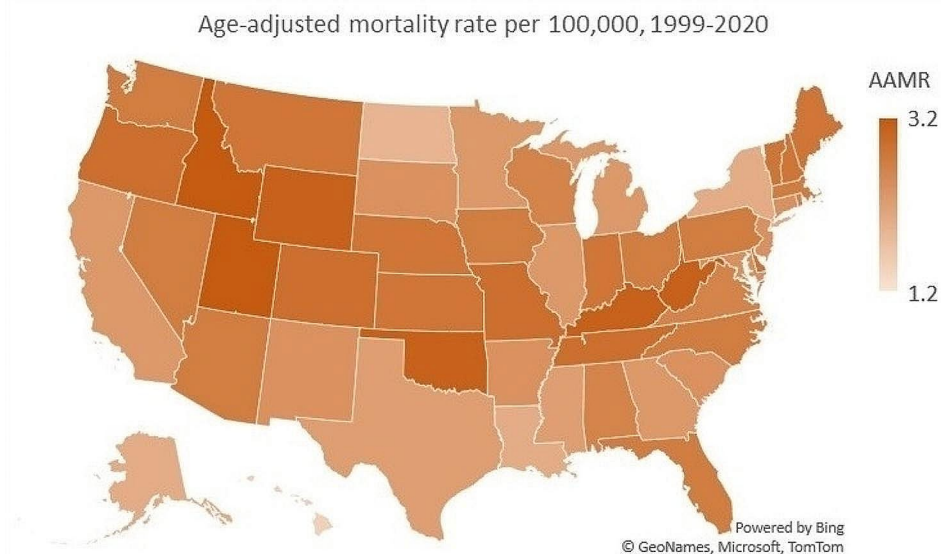 Age-adjusted mortality rate per 100,000, 1999-2020
AAMR
3.2
1.2
Powered by Bing
© GeoNames, Microsoft, TomTom